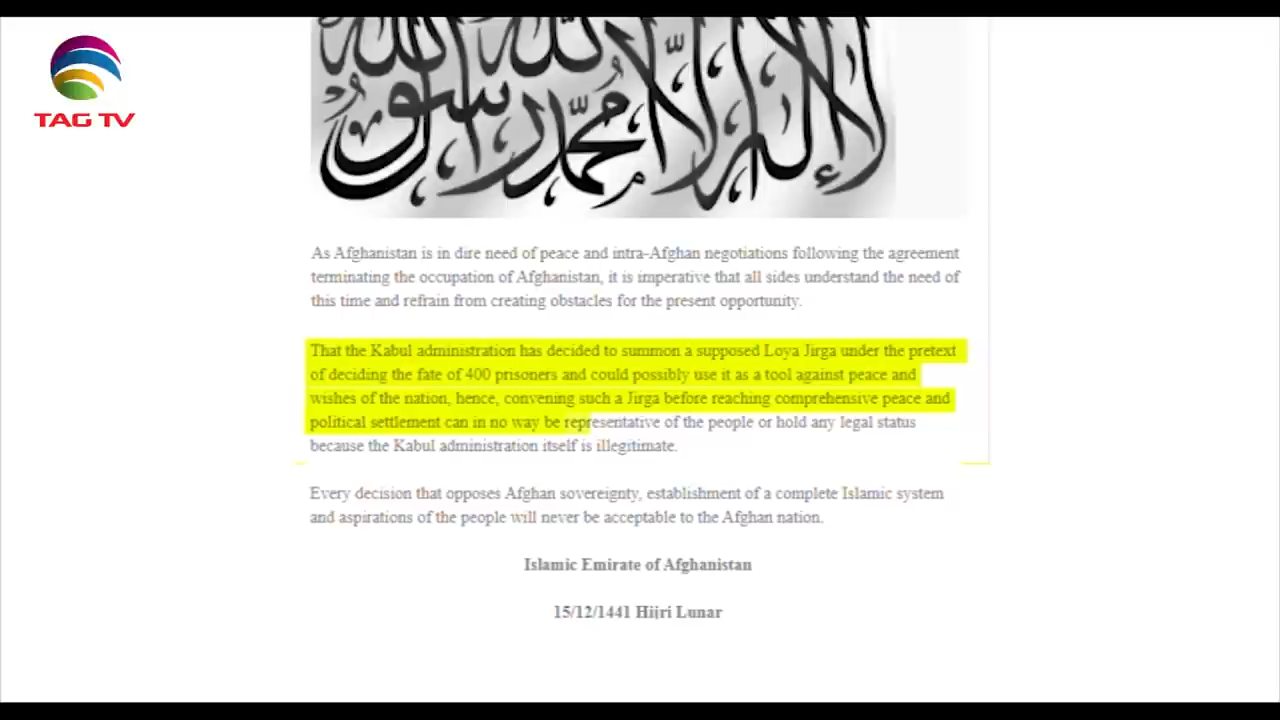 TAG TV
لا إله إلا الله محمد رسول الله
As Afghanistan is in dire need of peace and intra-Afghan negotiations following the agreement
terminating the occupation of Afghanistan, it is imperative that all sides understand the need of
this time and refrain from creating obstacles for the present opportunity.
That the Kabul administration has decided to summon a supposed Loya Jirga under the pretext
of deciding the fate of 400 prisoners and could possibly use it as a tool against peace and
wishes of the nation, hence, convening such a Jirga before reaching comprehensive peace and
political settlement can in no way be representative of the people or hold any legal status
because the Kabul administration itself is illegitimate.
Every decision that opposes Afghan sovereignty, establishment of a complete Islamic system
and aspirations of the people will never be acceptable to the Afghan nation.
Islamic Emirate of Afghanistan
15/12/1441 Hijri Lunar